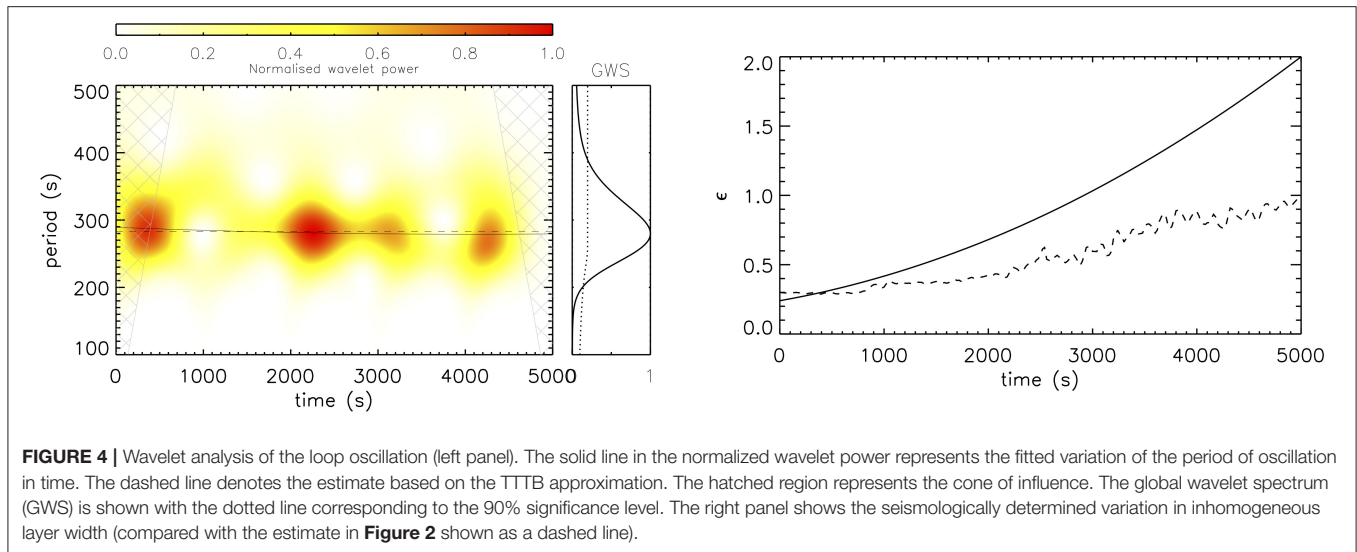 0.0 0.2 0.4 0.6 0.8 1.0
Normalised wavelet power
GWS
500
400
300
200
100
period (s)
0 1000 2000 3000 4000 5000
0 1
time (s)
2.0
1.5
1.0
0.5
0.0
ϵ
0 1000 2000 3000 4000 5000
time (s)
FIGURE 4 | Wavelet analysis of the loop oscillation (left panel). The solid line in the normalized wavelet power represents the fitted variation of the period of oscillation
in time. The dashed line denotes the estimate based on the TTTB approximation. The hatched region represents the cone of influence. The global wavelet spectrum
(GWS) is shown with the dotted line corresponding to the 90% significance level. The right panel shows the seismologically determined variation in inhomogeneous
layer width (compared with the estimate in Figure 2 shown as a dashed line).